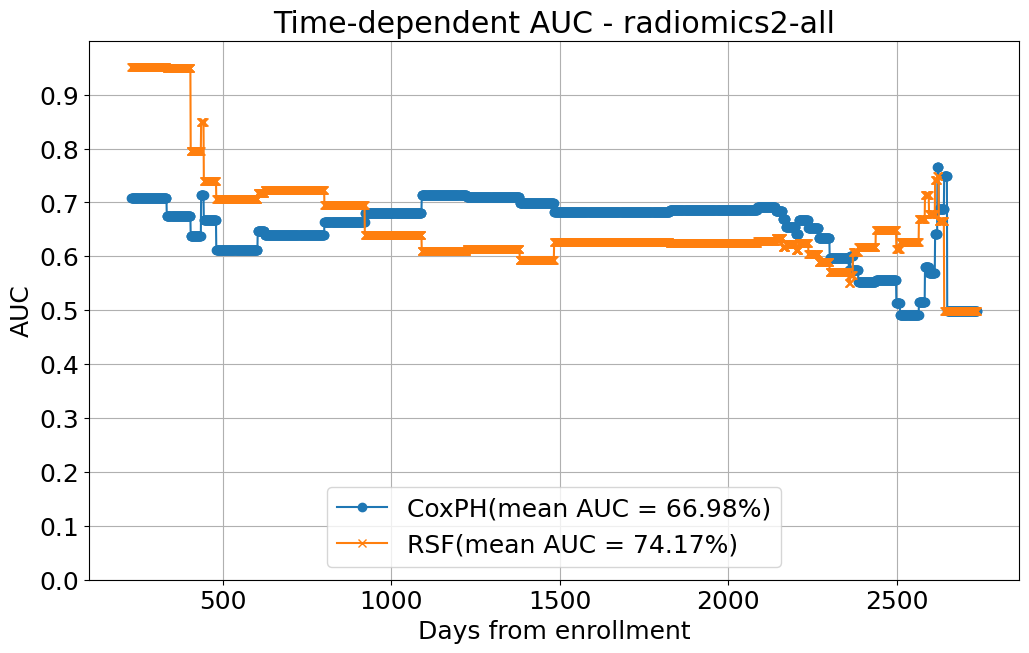 Time-dependent AUC - radiomics2-all
AUC
0.9
0.8
0.7
0.6
0.5
0.4
0.3
0.2
0.1
0.0
CoxPH(mean AUC = 66.98%)
RSF(mean AUC = 74.17%)
500 1000 1500 2000 2500
Days from enrollment